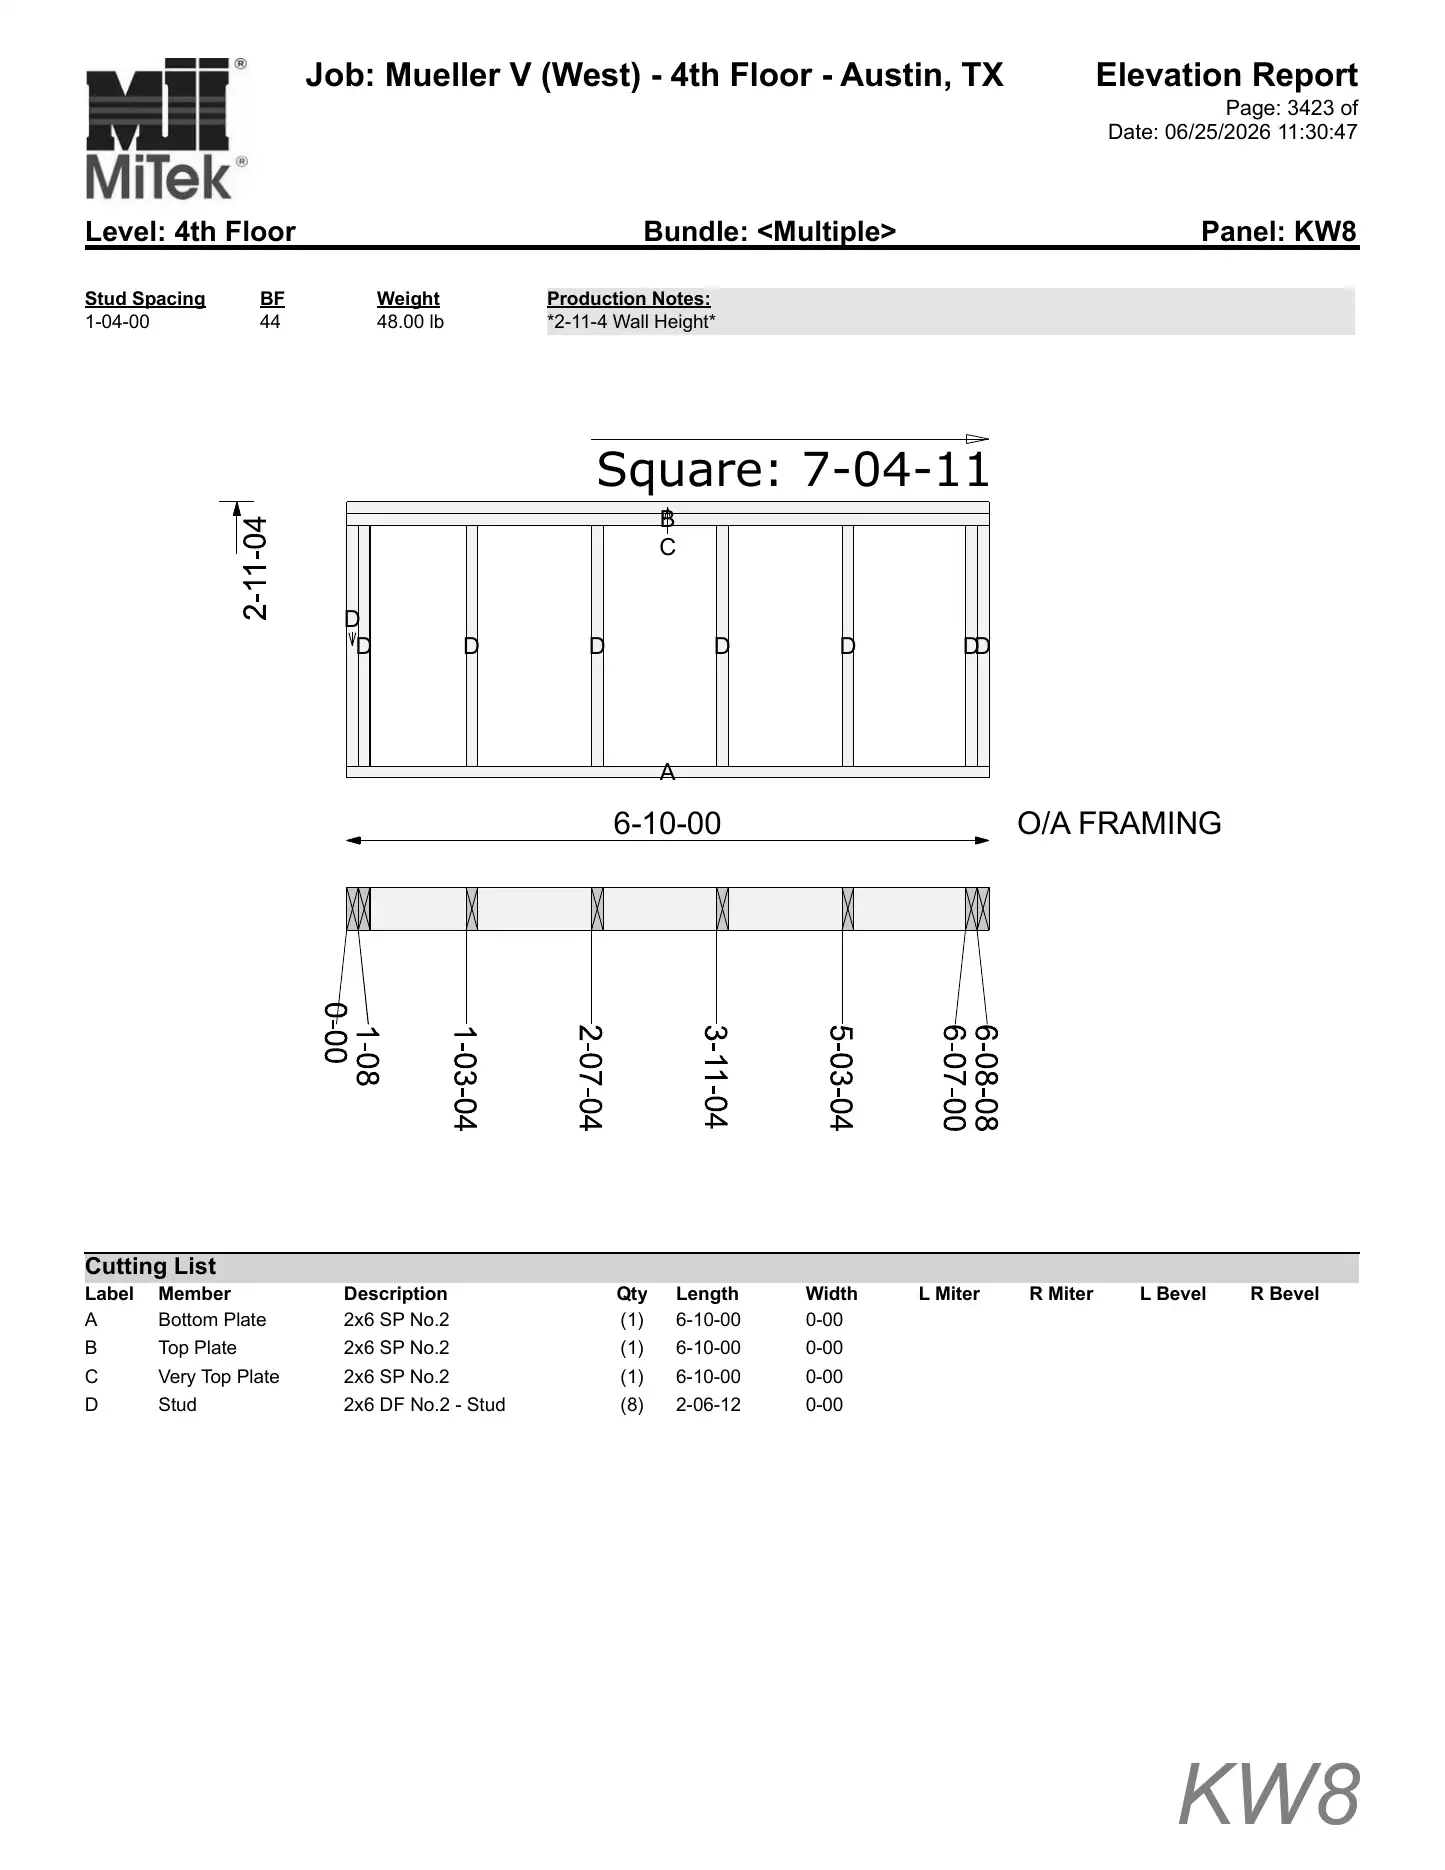 Job: Mueller V (West) - 4th Floor - Austin, TX
Elevation Report
Page: 3423 of
Date: 06/25/2026 11:30:47
MiTek®
Level: 4th Floor Bundle: <Multiple> Panel: KW8
Stud Spacing BF Weight Production Notes:
1-04-00 44 48.00 lb *2-11-4 Wall Height*
Square: 7-04-11
2-11-04
B
C
D
D D D D D D D
A
6-10-00 O/A FRAMING
0-00 1-08 1-03-04 2-07-04 3-11-04 5-03-04 6-07-00 6-08-08
Cutting List
Label Member Description Qty Length Width L Miter R Miter L Bevel R Bevel
A Bottom Plate 2x6 SP No.2 (1) 6-10-00 0-00
B Top Plate 2x6 SP No.2 (1) 6-10-00 0-00
C Very Top Plate 2x6 SP No.2 (1) 6-10-00 0-00
D Stud 2x6 DF No.2 - Stud (8) 2-06-12 0-00
KW8